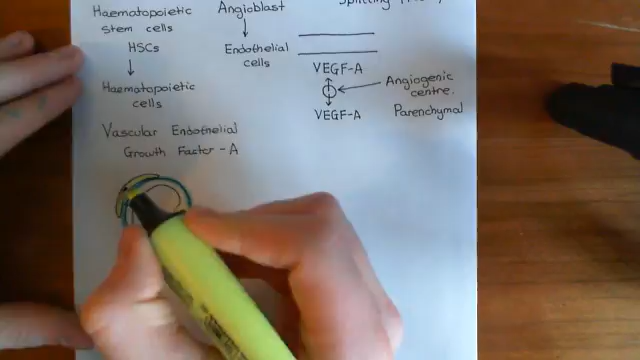 Haematopoietic
Stem cells
HSCs
Haematopoietic
cells
Angioblast
Endothelial
cells
VEGF-A
VEGF-A
Angiogenic
centre.
Parenchymal
Vascular Endothelial
Growth Factor - A